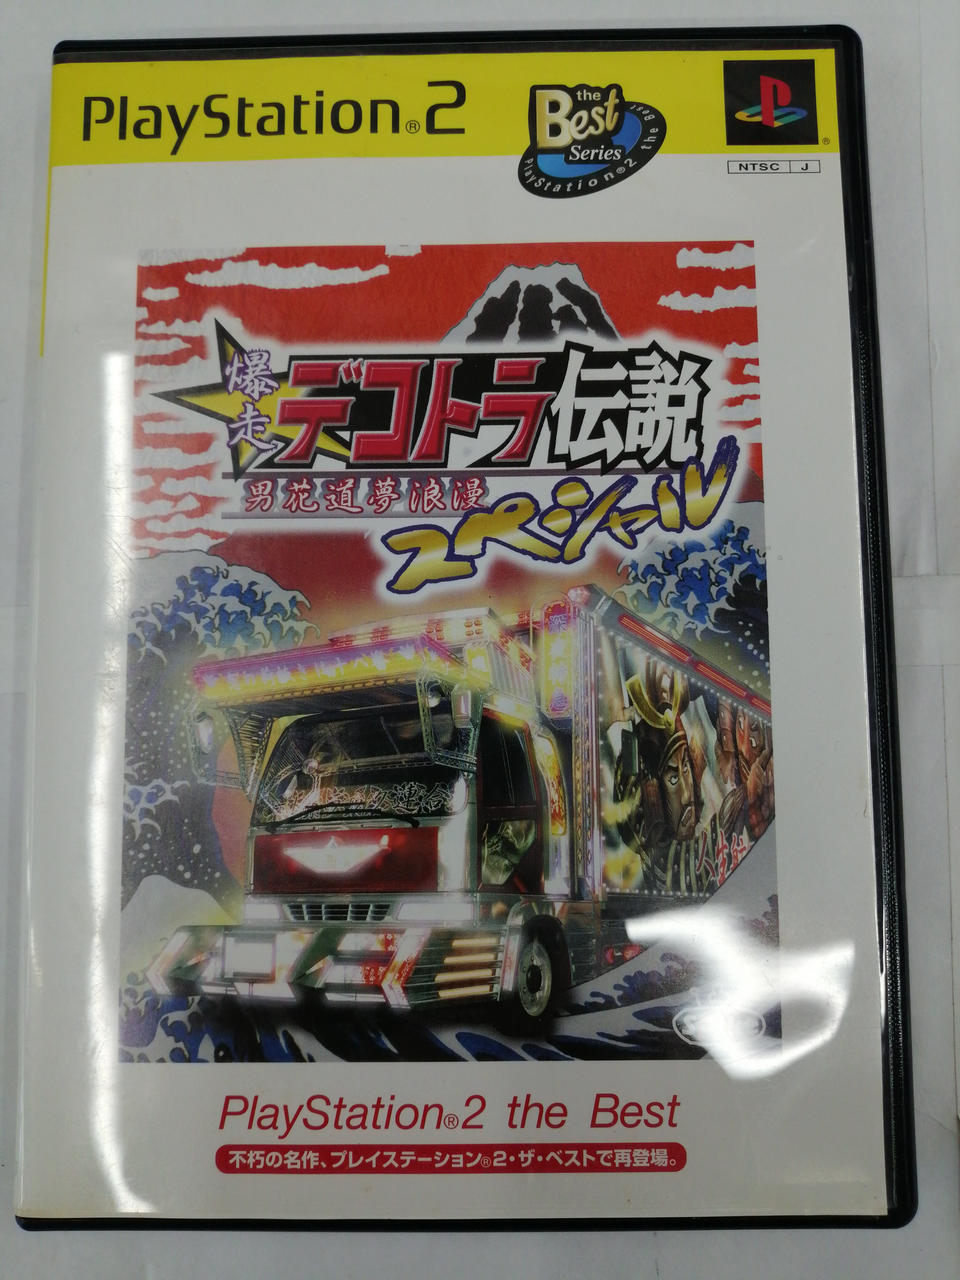 PlayStation®2
the
Best
Series
PlayStation®2 the Best
NTSC J
爆走
デコトラ伝説
男花道夢浪漫
スペシャル
PlayStation®2 the Best
不朽の名作、プレイステーション®2・ザ・ベストで再登場。